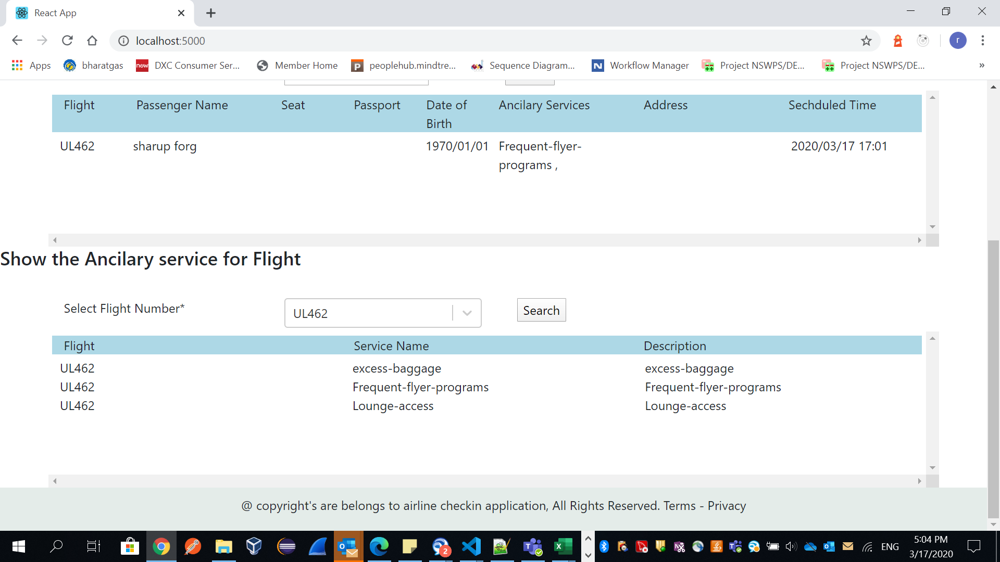 React App
localhost:5000
Apps bharatgas DXC Consumer Ser... Member Home peoplehub.mindtre... Sequence Diagram... Workflow Manager Project NSWPS/DE... Project NSWPS/DE... »
Flight Passenger Name Seat Passport Date of Birth Ancilary Services Address Sechduled Time
UL462 sharup forg 1970/01/01 Frequent-flyer-programs , 2020/03/17 17:01
Show the Ancilary service for Flight
Select Flight Number* UL462 Search
Flight Service Name Description
UL462 excess-baggage excess-baggage
UL462 Frequent-flyer-programs Frequent-flyer-programs
UL462 Lounge-access Lounge-access
@ copyright's are belongs to airline checkin application, All Rights Reserved. Terms - Privacy
ENG 5:04 PM
3/17/2020